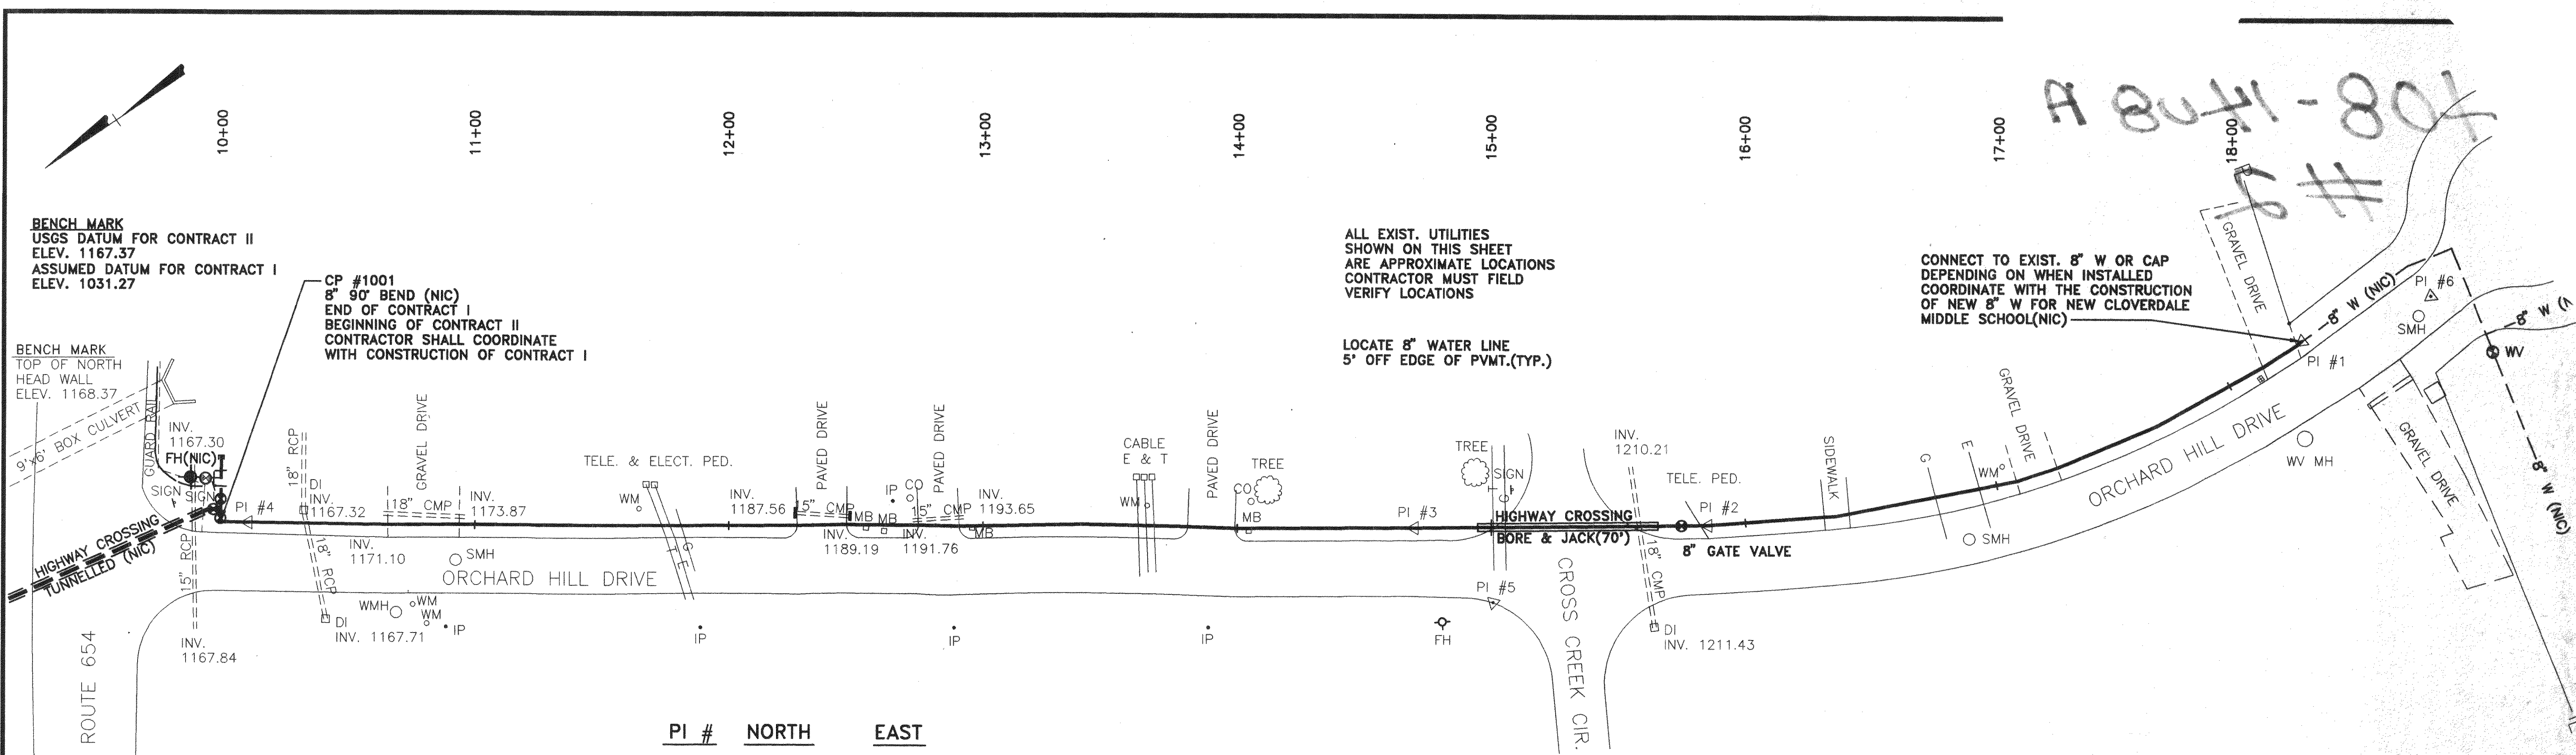 10+00
11+00
12+00
13+00
14+00
15+00
16+00
17+00
18+00
BENCH MARK
USGS DATUM FOR CONTRACT II
ELEV. 1167.37
ASSUMED DATUM FOR CONTRACT I
ELEV. 1031.27
CP #1001
8" 90° BEND (NIC)
END OF CONTRACT I
BEGINNING OF CONTRACT II
CONTRACTOR SHALL COORDINATE
WITH CONSTRUCTION OF CONTRACT I
ALL EXIST. UTILITIES
SHOWN ON THIS SHEET
ARE APPROXIMATE LOCATIONS
CONTRACTOR MUST FIELD
VERIFY LOCATIONS
LOCATE 8" WATER LINE
5' OFF EDGE OF PVMT.(TYP.)
CONNECT TO EXIST. 8" W OR CAP
DEPENDING ON WHEN INSTALLED
COORDINATE WITH THE CONSTRUCTION
OF NEW 8" W FOR NEW CLOVERDALE
MIDDLE SCHOOL(NIC)
BENCH MARK
TOP OF NORTH
HEAD WALL
ELEV. 1168.37
9'x6' BOX CULVERT
GUARD RAIL
INV.
1167.30
FH(NIC)
SIGN
SIGN
HIGHWAY CROSSING
TUNNELLED (NIC)
15" RCP
INV.
1167.84
ROUTE 654
PI #4
18" RCP
DI
INV.
1167.32
18" RCP
DI
INV. 1167.71
GRAVEL DRIVE
18" CMP
INV.
1173.87
INV.
1171.10
SMH
ORCHARD HILL DRIVE
WMH
WM
WM
IP
TELE. & ELECT. PED.
WM
G
E
T
IP
INV.
1187.56
PAVED DRIVE
15" CMP
INV.
1189.19
MB
MB
IP
CO
PAVED DRIVE
15" CMP
INV.
1191.76
INV.
1193.65
MB
IP
CABLE
E & T
WM
PAVED DRIVE
IP
TREE
CO
MB
PI #3
FH
TREE
SIGN
PI #5
HIGHWAY CROSSING
BORE & JACK(70')
CROSS CREEK CIR.
INV.
1210.21
18" CMP
DI
INV. 1211.43
TELE. PED.
PI #2
8" GATE VALVE
SIDEWALK
G
E
WM
SMH
GRAVEL DRIVE
ORCHARD HILL DRIVE
GRAVEL DRIVE
PI #1
8" W (NIC)
PI #6
SMH
WV
8" W (N
WV MH
GRAVEL DRIVE
8" W (NIC)
PI # NORTH EAST